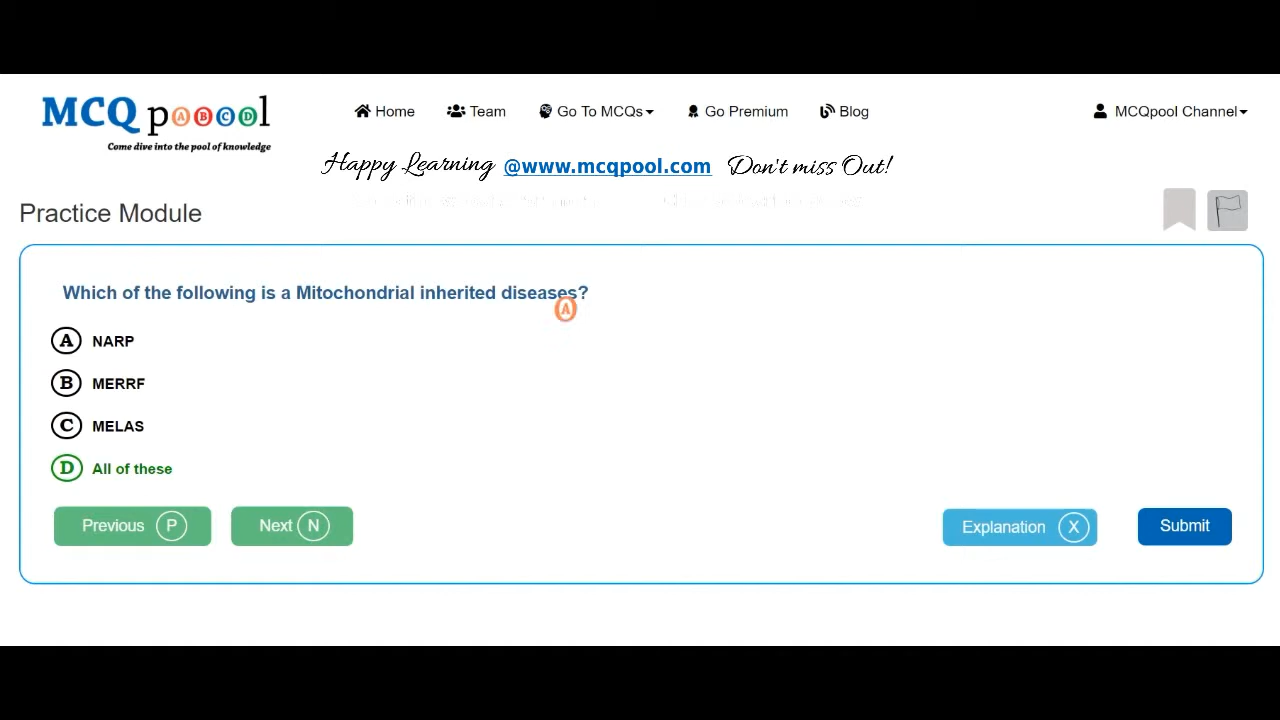 MCQ poool
Come dive into the pool of knowledge
Home Team Go To MCQs Go Premium Blog MCQpool Channel
Happy Learning @www.mcqpool.com Don't miss Out!
Practice Module
Which of the following is a Mitochondrial inherited diseases?
A
A NARP
B MERRF
C MELAS
D All of these
Previous P Next N Explanation X Submit